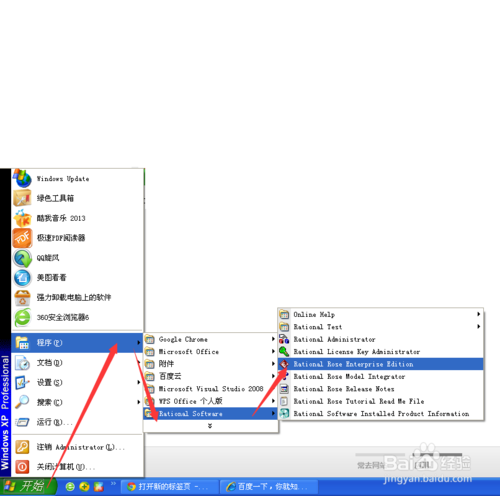 Windows Update
绿色工具箱
酷我音乐 2013
极速PDF阅读器
QQ旋风
美图看看
强力卸载电脑上的软件
360安全浏览器6
程序(P)
文档(D)
设置(S)
搜索(C)
运行(R)...
注销 Administrator(L)...
关闭计算机(U)...
Windows XP Professional
Google Chrome
Microsoft Office
附件
百度云
Microsoft Visual Studio 2008
WPS Office 个人版
Rational Software
Online Help
Rational Test
Rational Administrator
Rational License Key Administrator
Rational Rose Enterprise Edition
Rational Rose Model Integrator
Rational Rose Release Notes
Rational Rose Tutorial Read Me File
Rational Software Installed Product Information
开始
打开新的标签页 - ...
百度一下，你就知...
Baidu 经验
jingyan.baidu.com